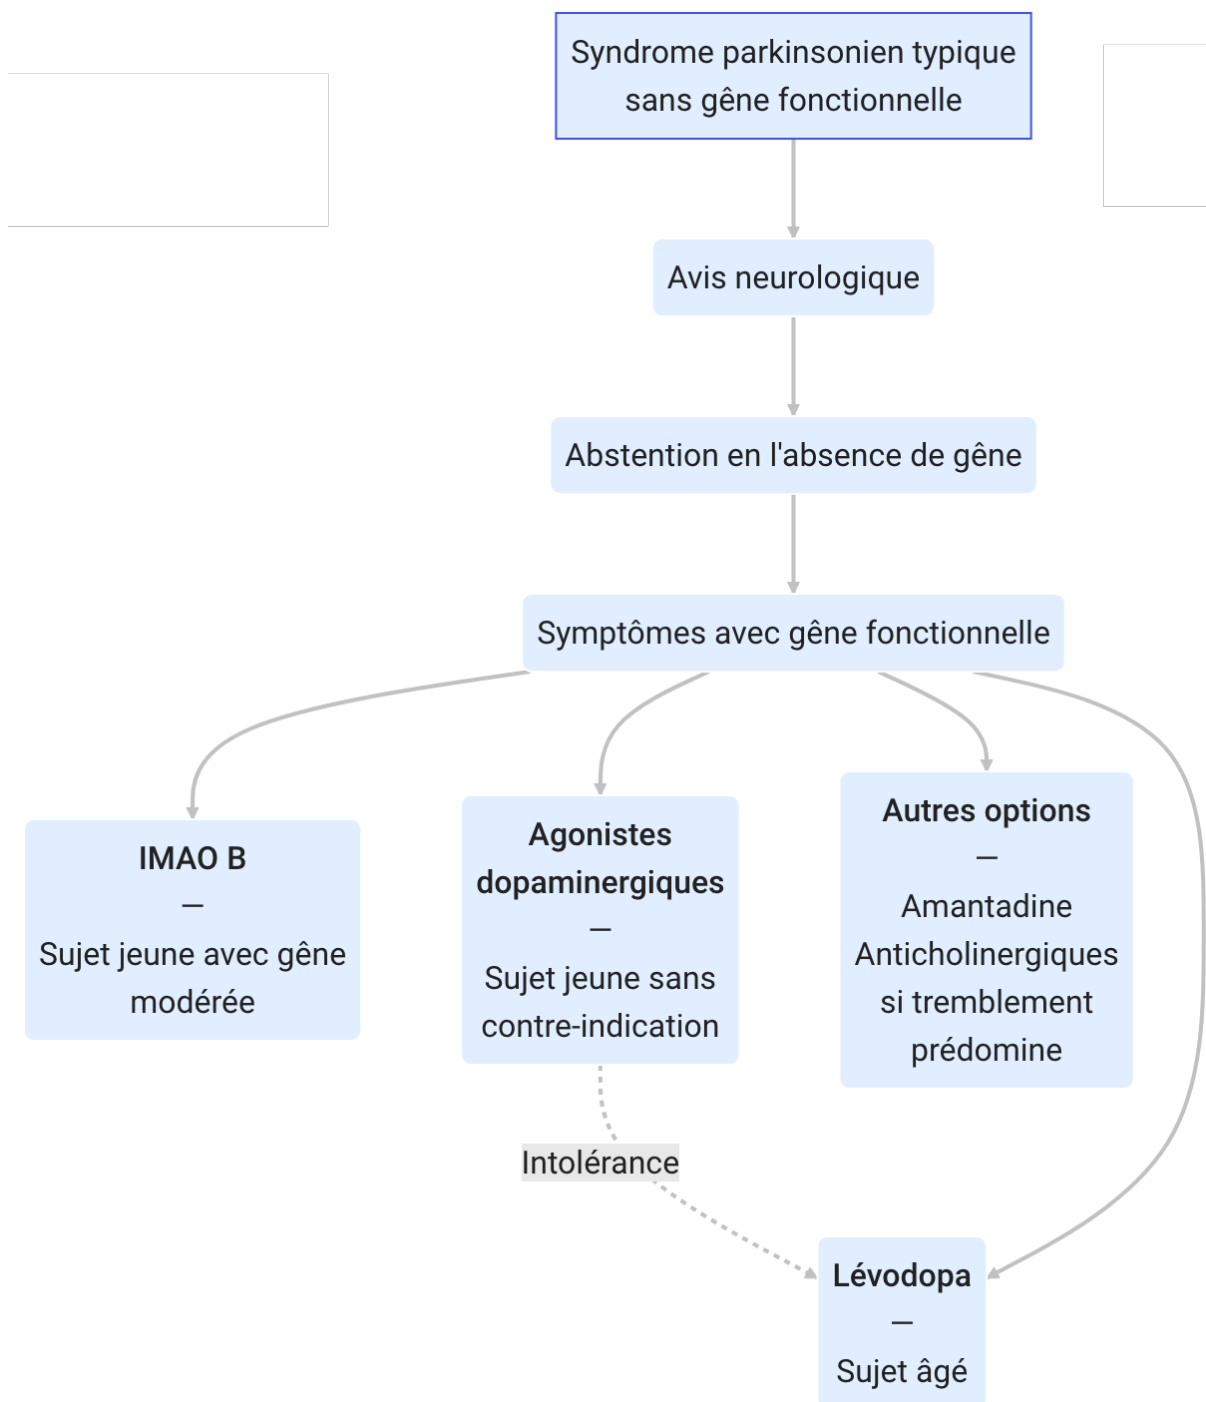 Syndrome parkinsonien typique
sans gêne fonctionnelle
Avis neurologique
Abstention en l'absence de gêne
Symptômes avec gêne fonctionnelle
IMAO B
—
Sujet jeune avec gêne
modérée
Agonistes
dopaminergiques
—
Sujet jeune sans
contre-indication
Autres options
—
Amantadine
Anticholinergiques
si tremblement
prédomine
Intolérance
Lévodopa
—
Sujet âgé